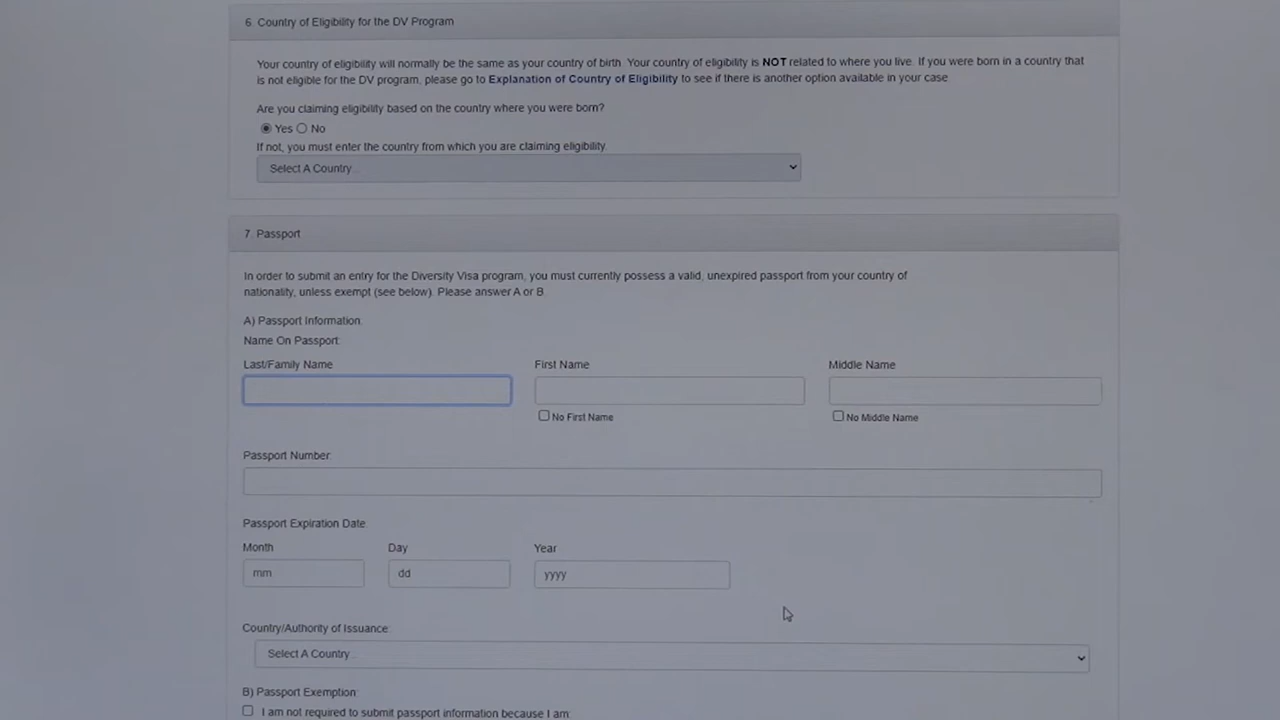 6. Country of Eligibility for the DV Program
Your country of eligibility will normally be the same as your country of birth. Your country of eligibility is NOT related to where you live. If you were born in a country that
is not eligible for the DV program, please go to Explanation of Country of Eligibility to see if there is another option available in your case.
Are you claiming eligibility based on the country where you were born?
Yes No
If not, you must enter the country from which you are claiming eligibility.
Select A Country...
7. Passport
In order to submit an entry for the Diversity Visa program, you must currently possess a valid, unexpired passport from your country of
nationality, unless exempt (see below). Please answer A or B.
A) Passport Information:
Name On Passport:
Last/Family Name First Name Middle Name
No First Name No Middle Name
Passport Number:
Passport Expiration Date:
Month Day Year
mm dd yyyy
Country/Authority of Issuance:
Select A Country...
B) Passport Exemption:
I am not required to submit passport information because I am: